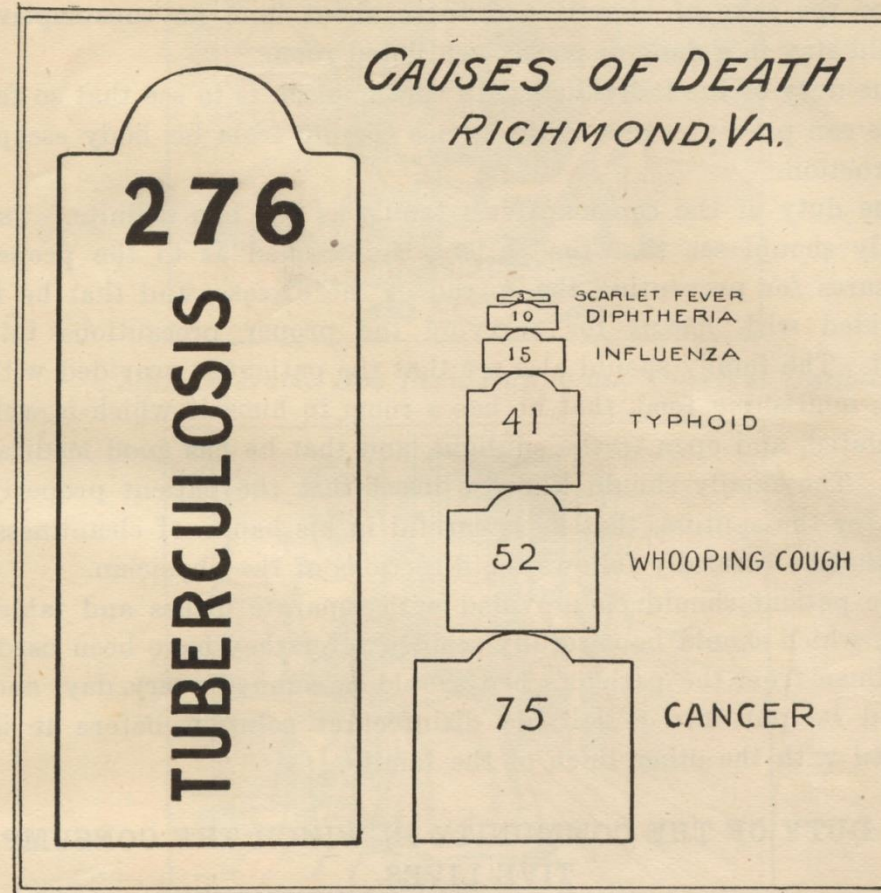 CAUSES OF DEATH
RICHMOND, VA.
276
TUBERCULOSIS
3 SCARLET FEVER
10 DIPHTHERIA
15 INFLUENZA
41 TYPHOID
52 WHOOPING COUGH
75 CANCER